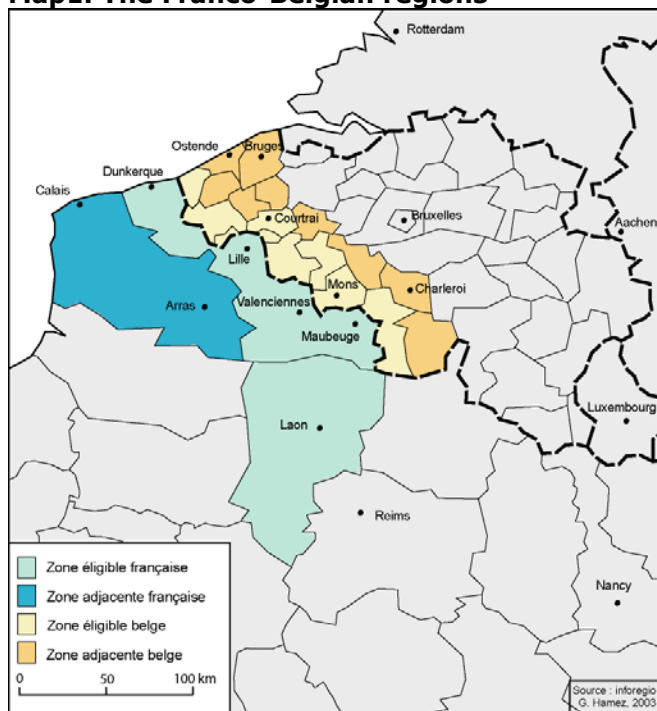 Map1: The Franco-Belgian regions
Rotterdam
Ostende
Bruges
Dunkerque
Calais
Courtrai
Bruxelles
Aachen
Lille
Mons
Charleroi
Valenciennes
Arras
Maubeuge
Luxembourg
Laon
Reims
Nancy
Zone éligible française
Zone adjacente française
Zone éligible belge
Zone adjacente belge
0 50 100 km
Source : inforegio
G. Hamez, 2003